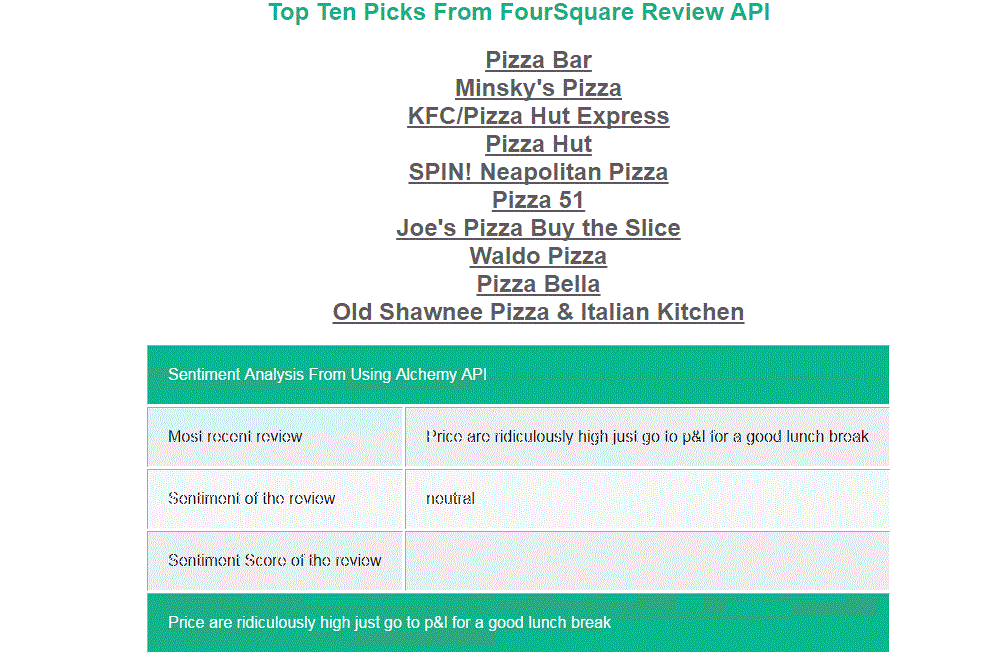 Top Ten Picks From FourSquare Review API
Pizza Bar
Minsky's Pizza
KFC/Pizza Hut Express
Pizza Hut
SPIN! Neapolitan Pizza
Pizza 51
Joe's Pizza Buy the Slice
Waldo Pizza
Pizza Bella
Old Shawnee Pizza & Italian Kitchen
Sentiment Analysis From Using Alchemy API
Most recent review Price are ridiculously high just go to p&l for a good lunch break
Sentiment of the review neutral
Sentiment Score of the review
Price are ridiculously high just go to p&l for a good lunch break